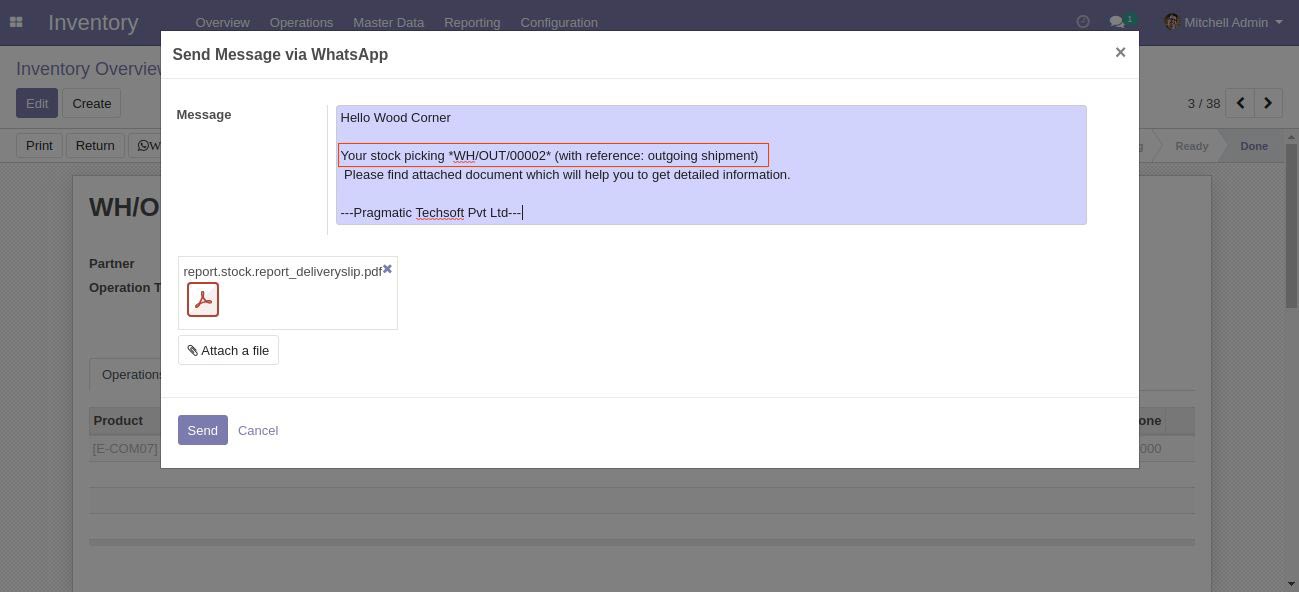 Inventory
Overview Operations Master Data Reporting Configuration
1
Mitchell Admin
Send Message via WhatsApp
×
Inventory
Edit Create
3 / 38
Message
Hello Wood Corner
Your stock picking *WH/OUT/00002* (with reference: outgoing shipment)
Please find attached document which will help you to get detailed information.
---Pragmatic Techsoft Pvt Ltd---
Print Return
Ready Done
WH/O
Partner
Operation T
report.stock.report_deliveryslip.pdf
Attach a file
Operations
Product
[E-COM07]
Send Cancel